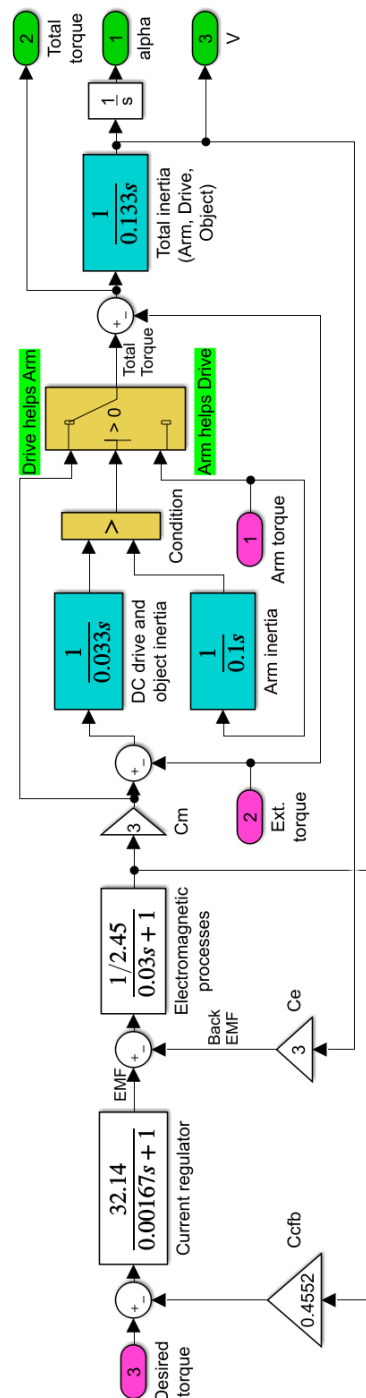 3
Desired
torque
+
-
32.14
0.00167s + 1
Current regulator
0.4552
Ccfb
EMF
+
-
Back
EMF
3
Ce
1/2.45
0.03s + 1
Electromagnetic
processes
3
Cm
+
-
2
Ext.
torque
1
0.033s
DC drive and
object inertia
1
0.1s
Arm inertia
>
Condition
1
Arm torque
Drive helps Arm
> 0
Arm helps Drive
Total
Torque
+
-
1
0.133s
Total inertia
(Arm, Drive,
Object)
1
s
2
Total
torque
1
alpha
3
V